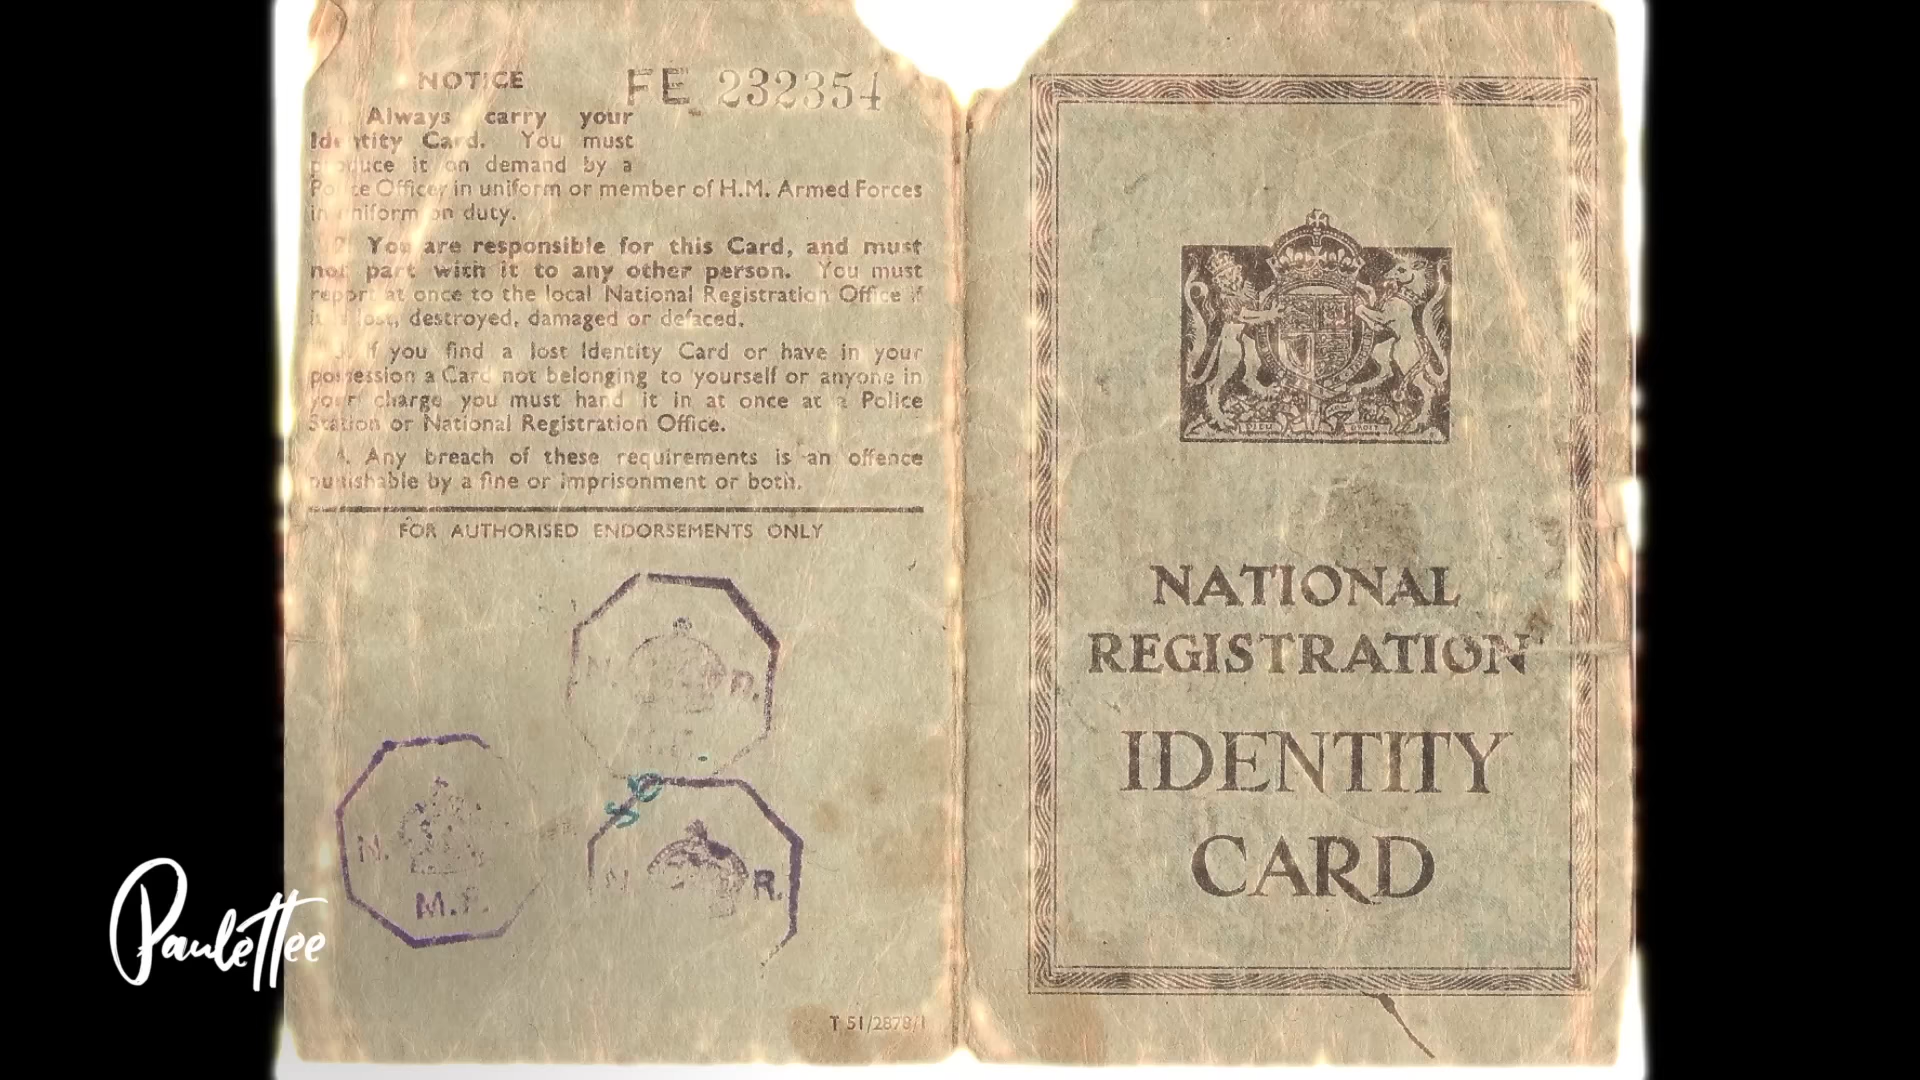 NOTICE
FE 232354
1. Always carry your
Identity Card. You must
produce it on demand by a
Police Officer in uniform or member of H.M. Armed Forces
in uniform on duty.
2. You are responsible for this Card, and must
not part with it to any other person. You must
report at once to the local National Registration Office if
it is lost, destroyed, damaged or defaced.
3. If you find a lost Identity Card or have in your
possession a Card not belonging to yourself or anyone in
your charge you must hand it in at once at a Police
Station or National Registration Office.
4. Any breach of these requirements is an offence
punishable by a fine or imprisonment or both.
FOR AUTHORISED ENDORSEMENTS ONLY
N. R.
N.
N R.
T 51/2878/1
NATIONAL
REGISTRATION
IDENTITY
CARD
DIEU DROIT
Paulettee